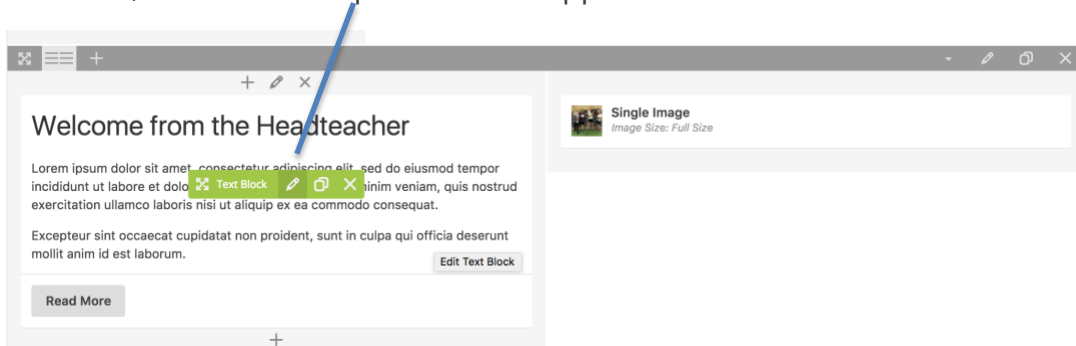 Welcome from the Headteacher
Lorem ipsum dolor sit amet, consectetur adipiscing elit, sed do eiusmod tempor
incididunt ut labore et dolo
Text Block
minim veniam, quis nostrud
exercitation ullamco laboris nisi ut aliquip ex ea commodo consequat.
Excepteur sint occaecat cupidatat non proident, sunt in culpa qui officia deserunt
mollit anim id est laborum.
Edit Text Block
Read More
Single Image
Image Size: Full Size